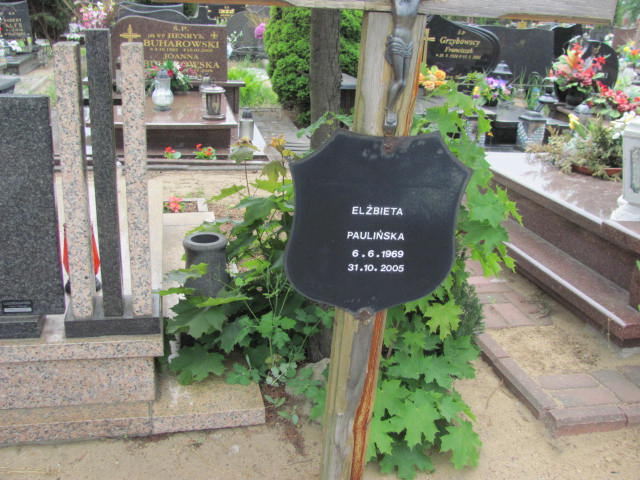 Ś.P.
HENRYK
BUHAROWSKI
JOANNA
Grzybowscy
Franciszek
ELŻBIETA
PAULIŃSKA
6.6.1969
31.10.2005